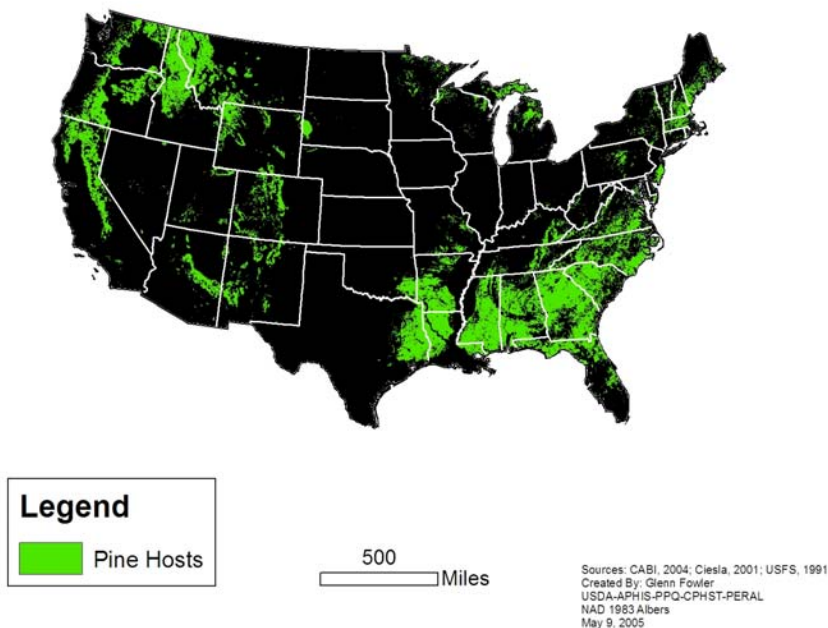 Legend
Pine Hosts
500
Miles
Sources: CABI, 2004; Ciesla, 2001; USFS, 1991
Created By: Glenn Fowler
USDA-APHIS-PPQ-CPHST-PERAL
NAD 1983 Albers
May 9, 2005